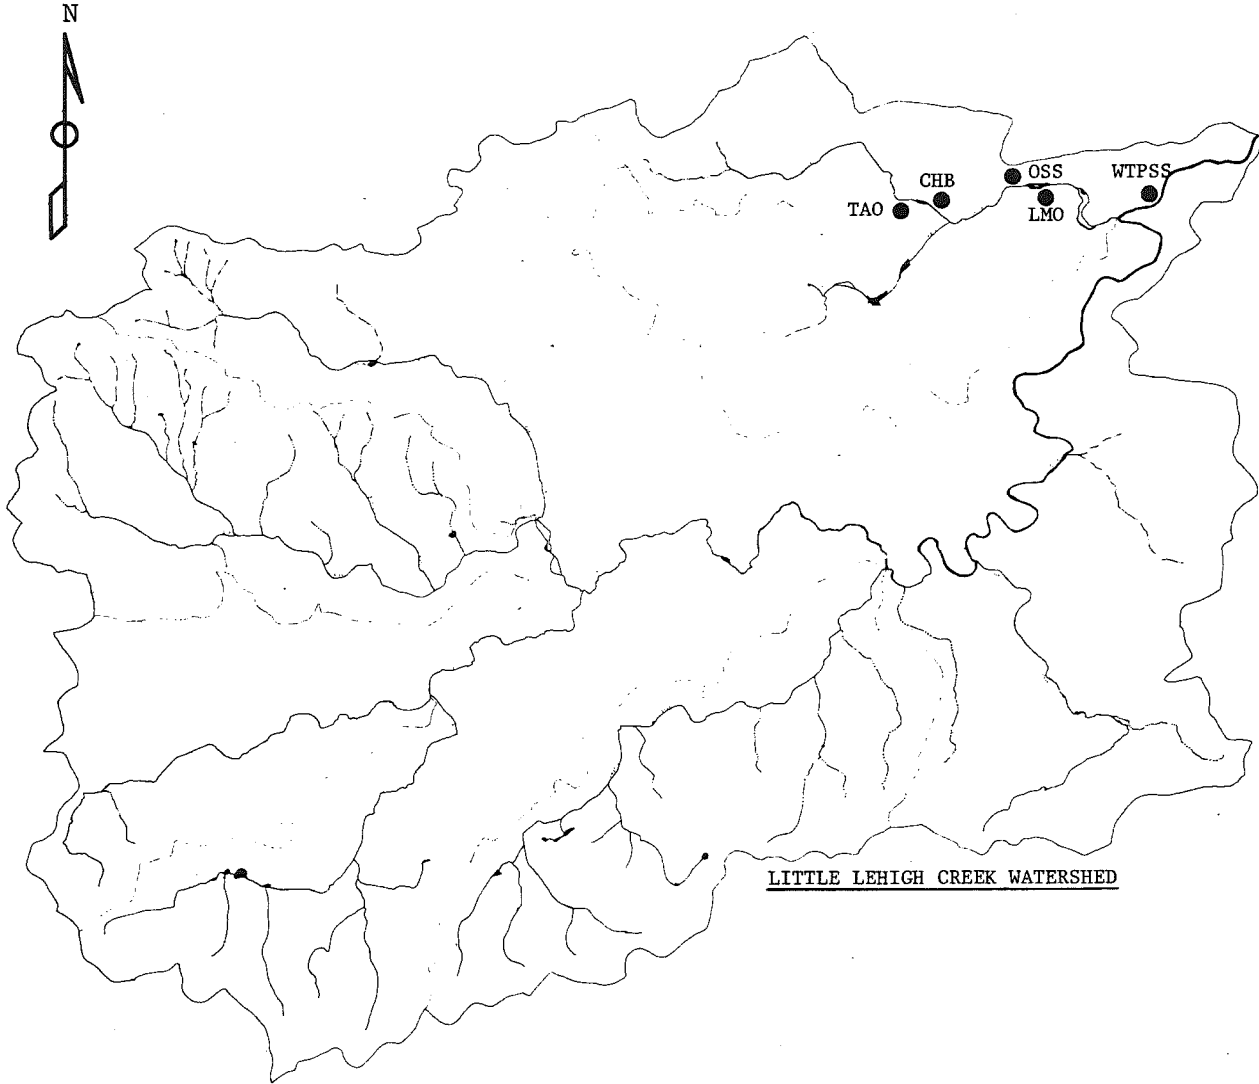 N
OSS
WTPSS
CHB
TAO
LMO
LITTLE LEHIGH CREEK WATERSHED